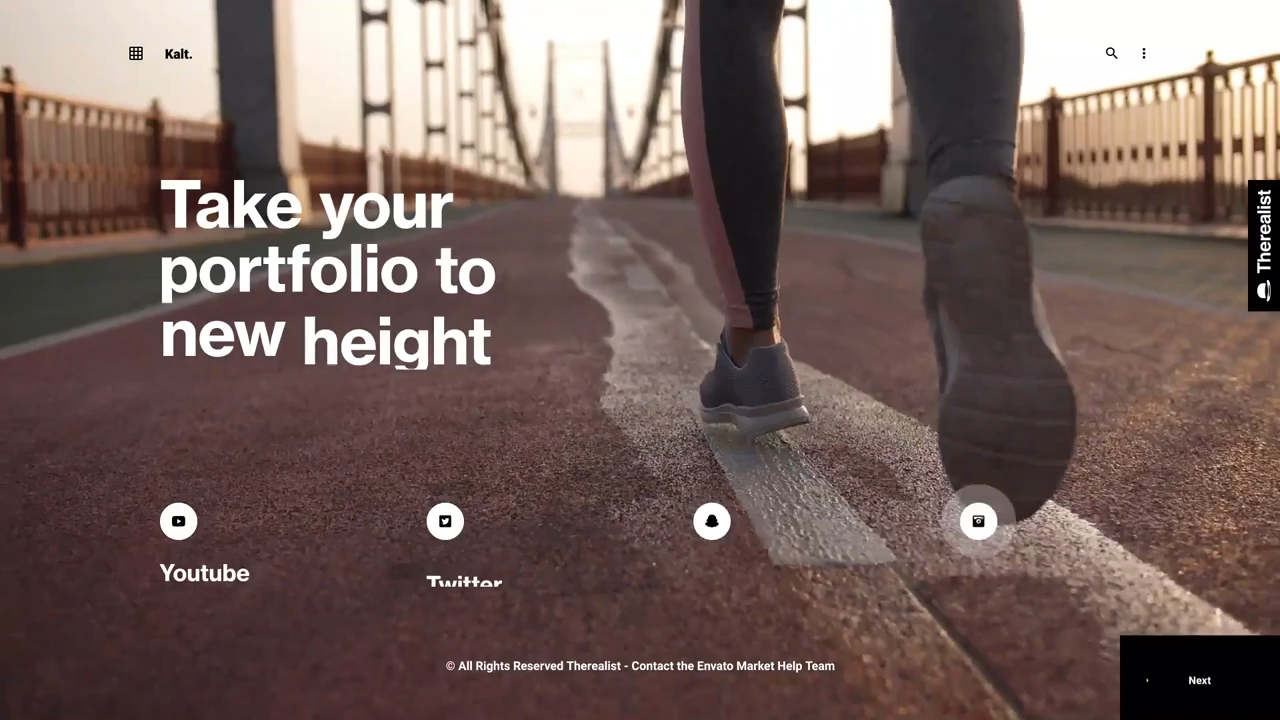 Kalt.
Therealist
Take your
portfolio to
new height
Youtube
Twitter
© All Rights Reserved Therealist - Contact the Envato Market Help Team
Next